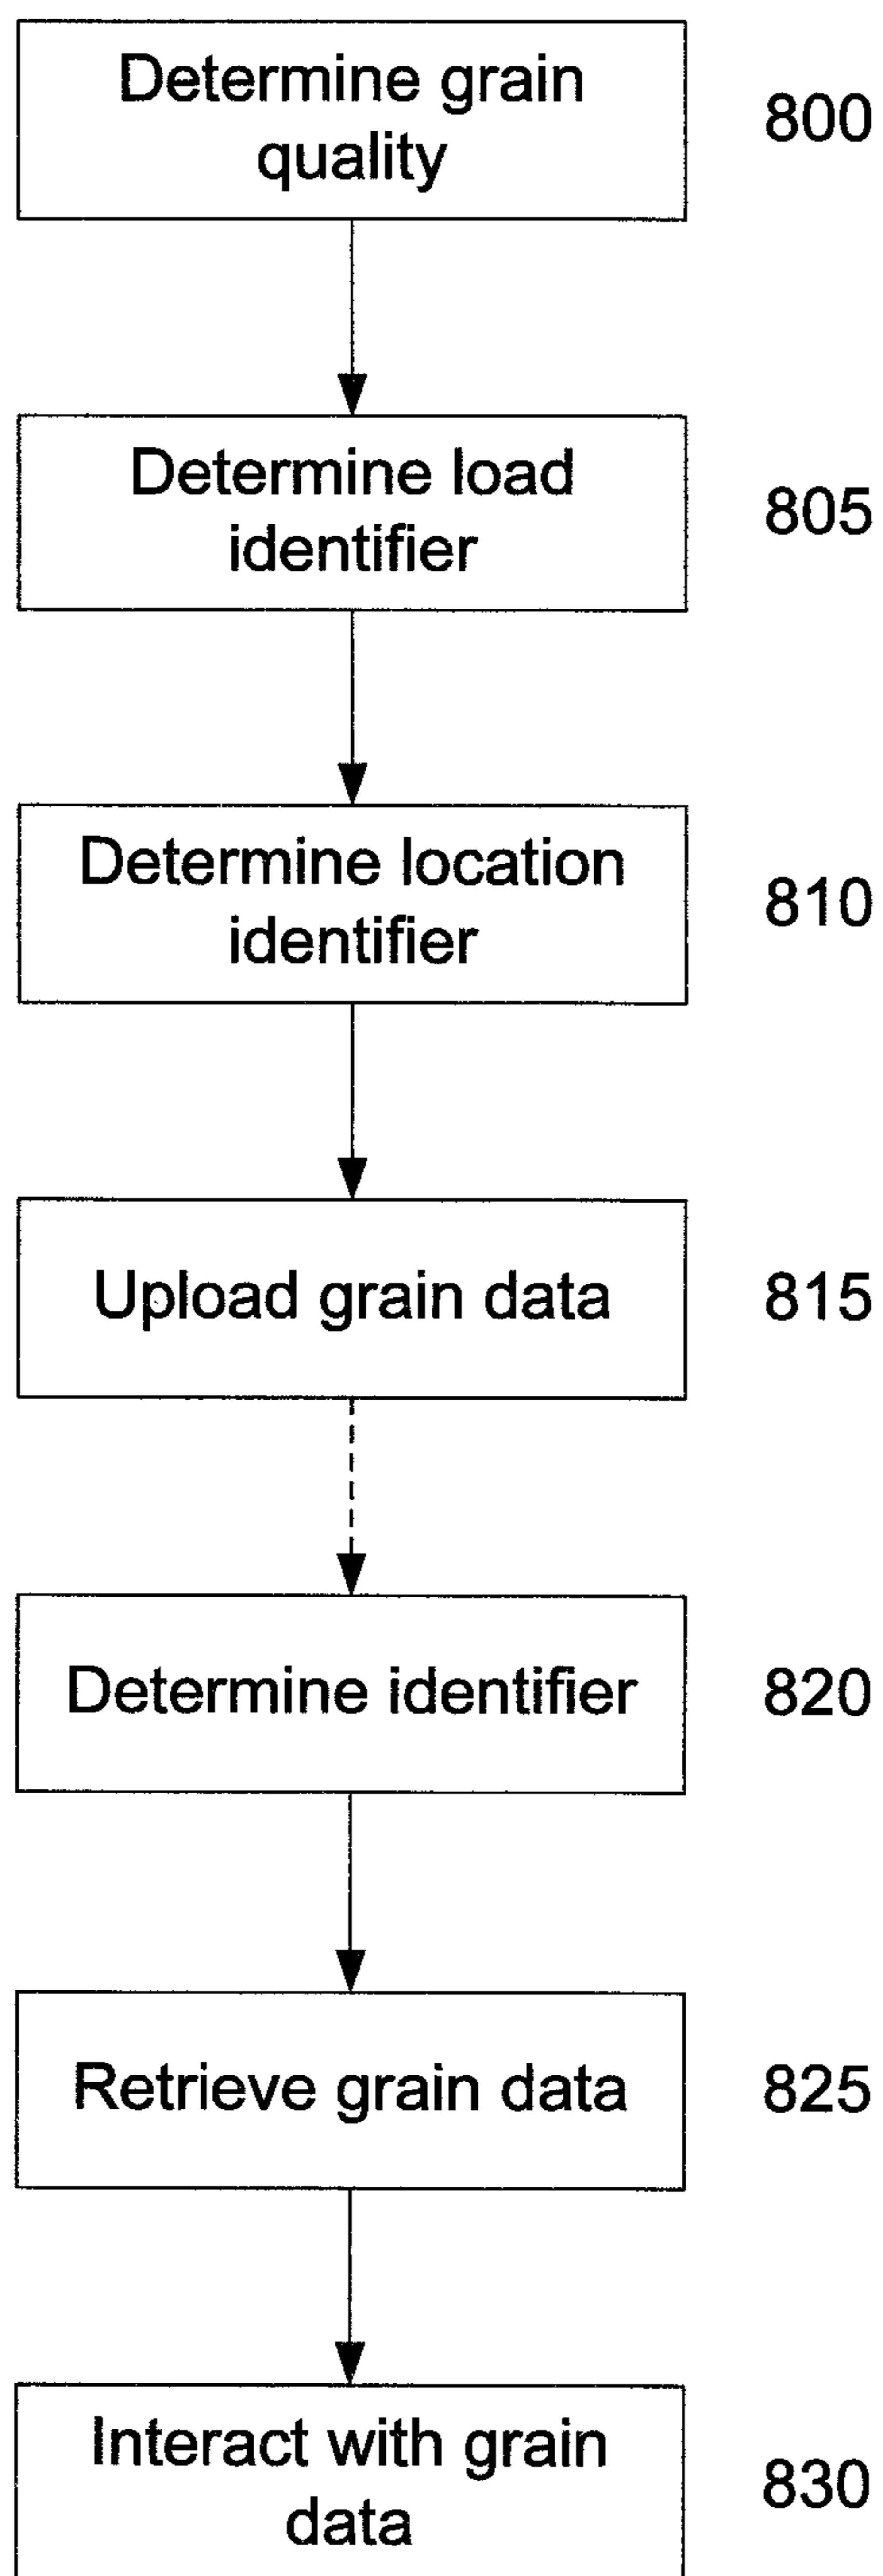 Determine grain
quality
800
Determine load
identifier
805
Determine location
identifier
810
Upload grain data
815
Determine identifier
820
Retrieve grain data
825
Interact with grain
data
830